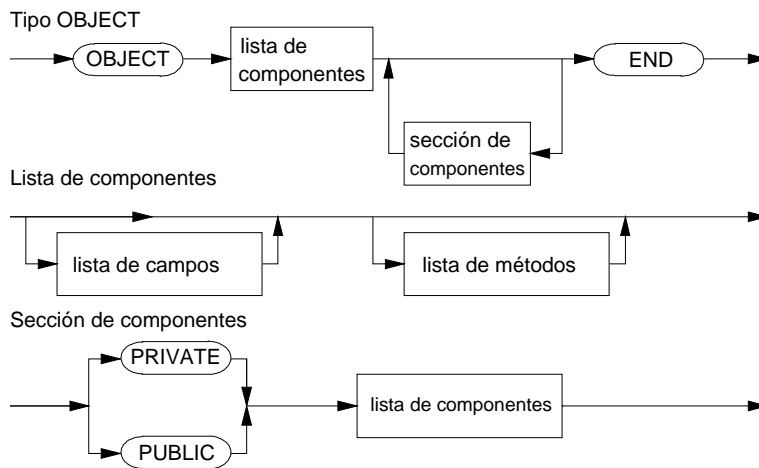 Tipo OBJECT
OBJECT
lista de
componentes
END
sección de
componentes
Lista de componentes
lista de campos
lista de métodos
Sección de componentes
PRIVATE
lista de componentes
PUBLIC